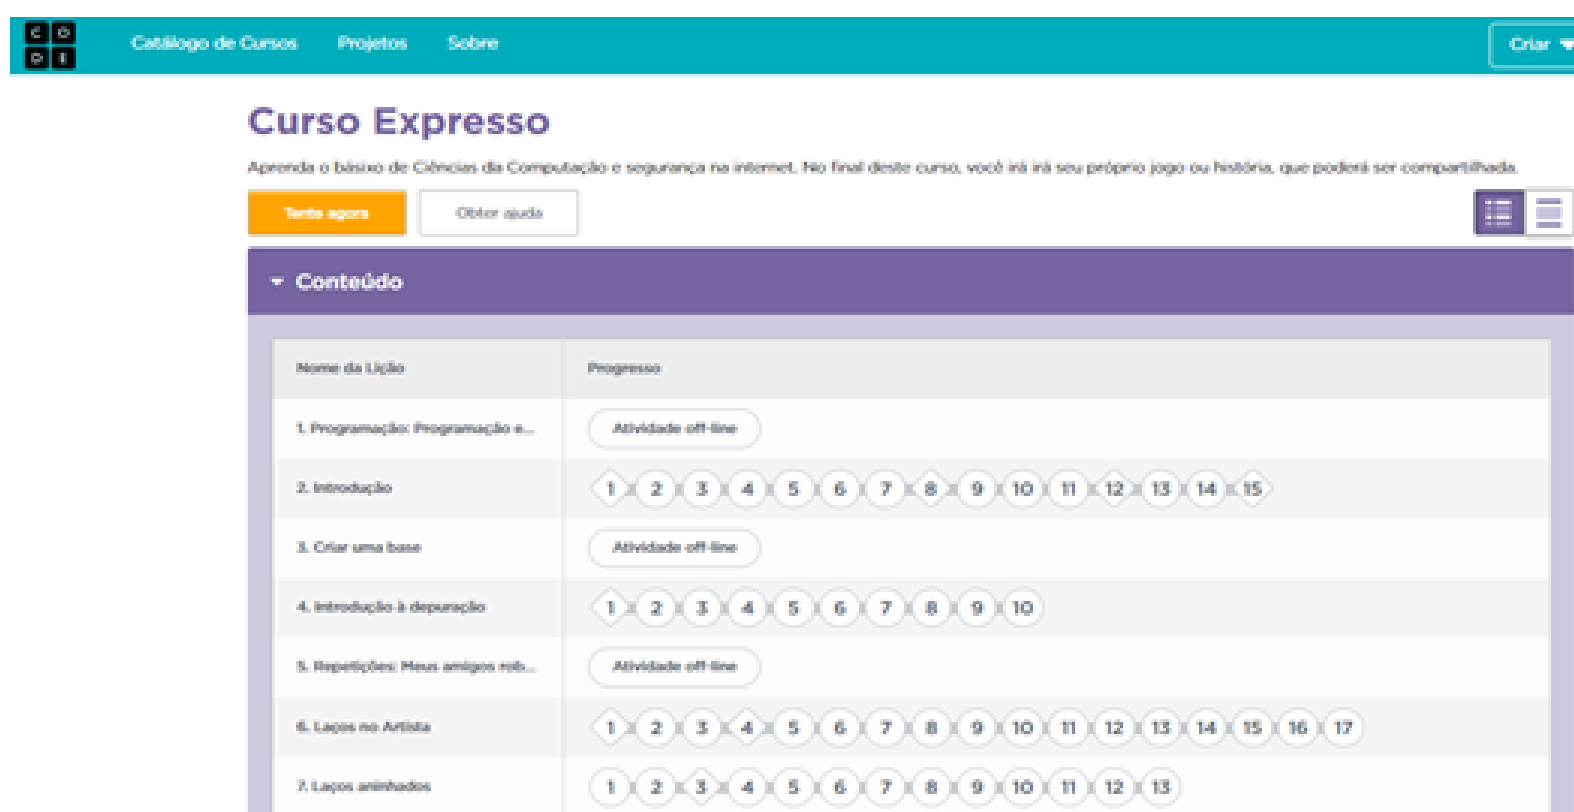 CODE Catálogo de Cursos Projetos Sobre Criar
Curso Expresso
Aprenda o básixo de Ciências da Computação e segurança na internet. No final deste curso, você irá irá seu próprio jogo ou história, que poderá ser compartilhada.
Tente agora Obter ajuda
Conteúdo
Nome da Lição Progresso
1. Programação: Programação e... Atividade off-line
2. Introdução 1 2 3 4 5 6 7 8 9 10 11 12 13 14 15
3. Criar uma base Atividade off-line
4. Introdução à depuração 1 2 3 4 5 6 7 8 9 10
5. Repetições: Meus amigos rob... Atividade off-line
6. Laços no Artista 1 2 3 4 5 6 7 8 9 10 11 12 13 14 15 16 17
7. Laços aninhados 1 2 3 4 5 6 7 8 9 10 11 12 13